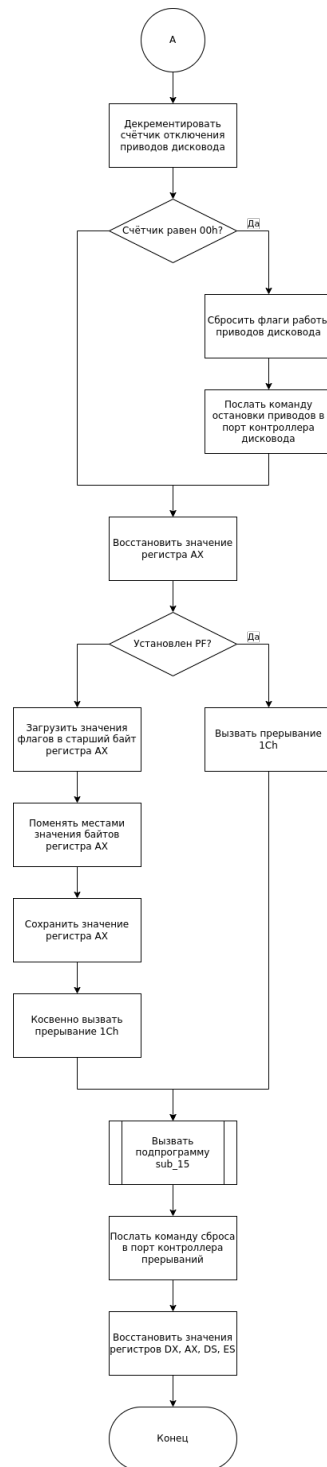 A
Декрементировать
счётчик отключения
приводов дисковода
Счётчик равен 00h?
Да
Сбросить флаги работы
приводов дисковода
Послать команду
остановки приводов в
порт контроллера
дисковода
Восстановить значение
регистра AX
Установлен PF?
Да
Загрузить значения
флагов в старший байт
регистра AX
Вызвать прерывание
1Ch
Поменять местами
значения байтов
регистра AX
Сохранить значение
регистра AX
Косвенно вызвать
прерывание 1Ch
Вызвать
подпрограмму
sub_15
Послать команду сброса
в порт контроллера
прерываний
Восстановить значения
регистров DX, AX, DS, ES
Конец